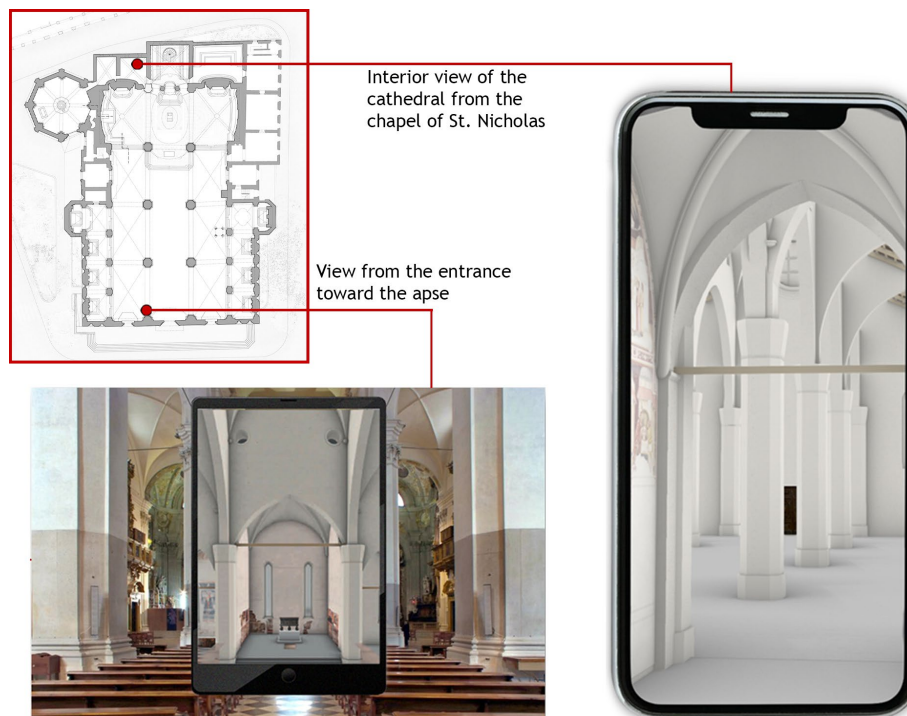 Interior view of the
cathedral from the
chapel of St. Nicholas
View from the entrance
toward the apse